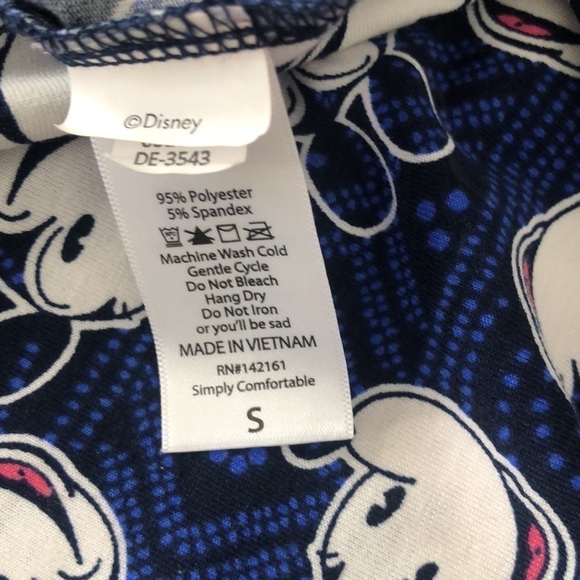 ©Disney
DE-3543
95% Polyester
5% Spandex
Machine Wash Cold
Gentle Cycle
Do Not Bleach
Hang Dry
Do Not Iron
or you'll be sad
MADE IN VIETNAM
RN#142161
Simply Comfortable
S